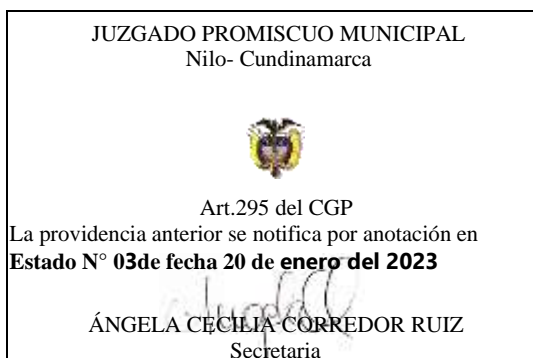 JUZGADO PROMISCUO MUNICIPAL
Nilo- Cundinamarca
Art.295 del CGP
La providencia anterior se notifica por anotación en
Estado N° 03de fecha 20 de enero del 2023
ÁNGELA CECILIA CORREDOR RUIZ
Secretaria